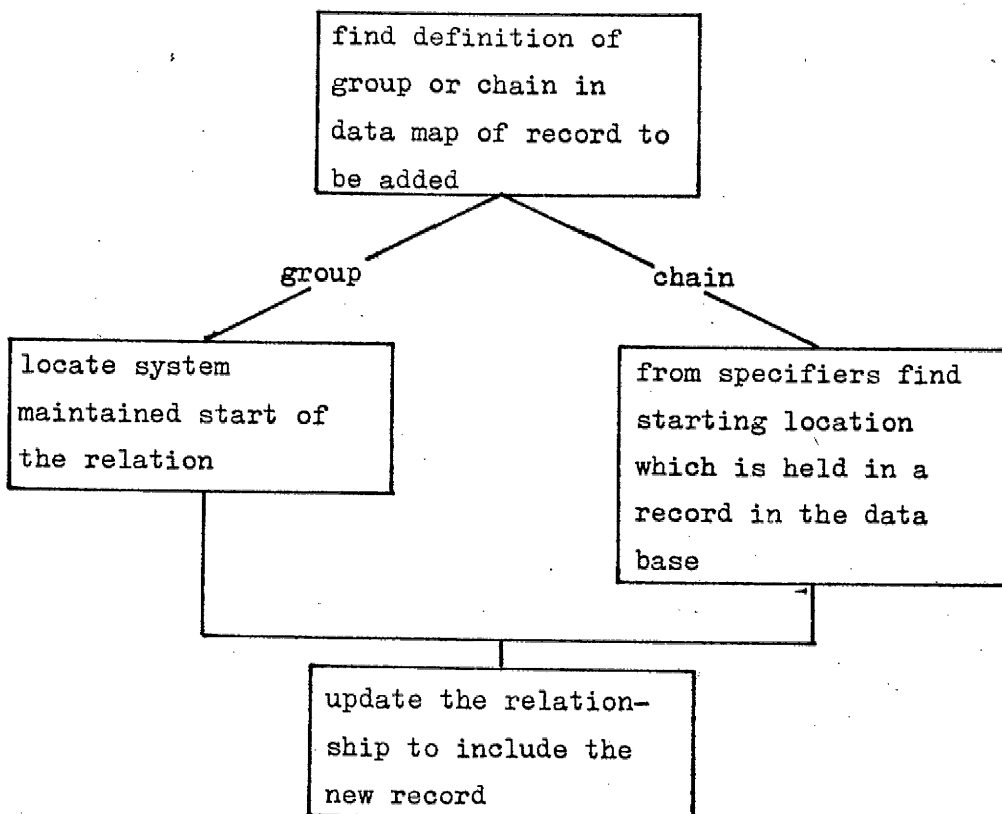 find definition of
group or chain in
data map of record to
be added
group
chain
locate system
maintained start of
the relation
from specifiers find
starting location
which is held in a
record in the data
base
update the relation-
ship to include the
new record